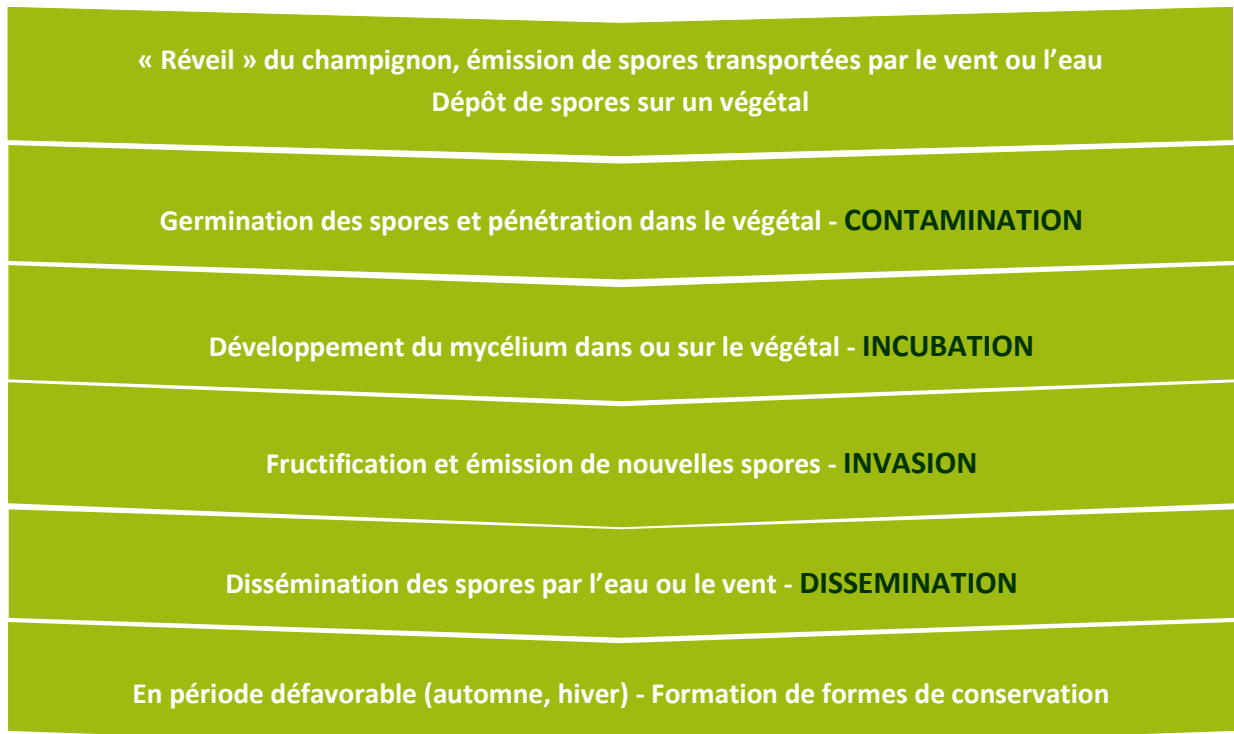 « Réveil » du champignon, émission de spores transportées par le vent ou l’eau
Dépôt de spores sur un végétal
Germination des spores et pénétration dans le végétal - CONTAMINATION
Développement du mycélium dans ou sur le végétal - INCUBATION
Fructification et émission de nouvelles spores - INVASION
Dissémination des spores par l’eau ou le vent - DISSEMINATION
En période défavorable (automne, hiver) - Formation de formes de conservation